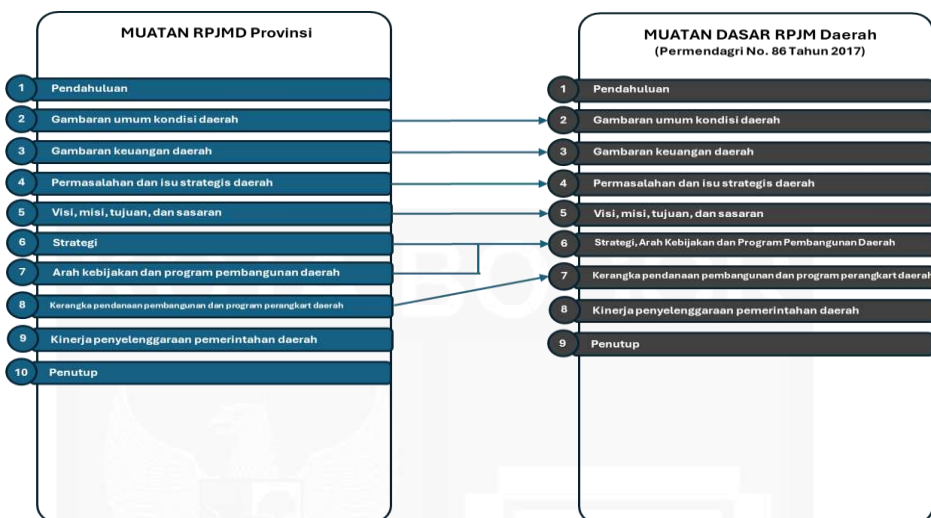 MUATAN RPJMD Provinsi
1 Pendahuluan
2 Gambaran umum kondisi daerah
3 Gambaran keuangan daerah
4 Permasalahan dan isu strategis daerah
5 Visi, misi, tujuan, dan sasaran
6 Strategi
7 Arah kebijakan dan program pembangunan daerah
8 Kerangka pendanaan pembangunan dan program perangkart daerah
9 Kinerja penyelenggaraan pemerintahan daerah
10 Penutup
MUATAN DASAR RPJM Daerah
(Permendagri No. 86 Tahun 2017)
1 Pendahuluan
2 Gambaran umum kondisi daerah
3 Gambaran keuangan daerah
4 Permasalahan dan isu strategis daerah
5 Visi, misi, tujuan, dan sasaran
6 Strategi, Arah Kebijakan dan Program Pembangunan Daerah
7 Kerangka pendanaan pembangunan dan program perangkart daerah
8 Kinerja penyelenggaraan pemerintahan daerah
9 Penutup